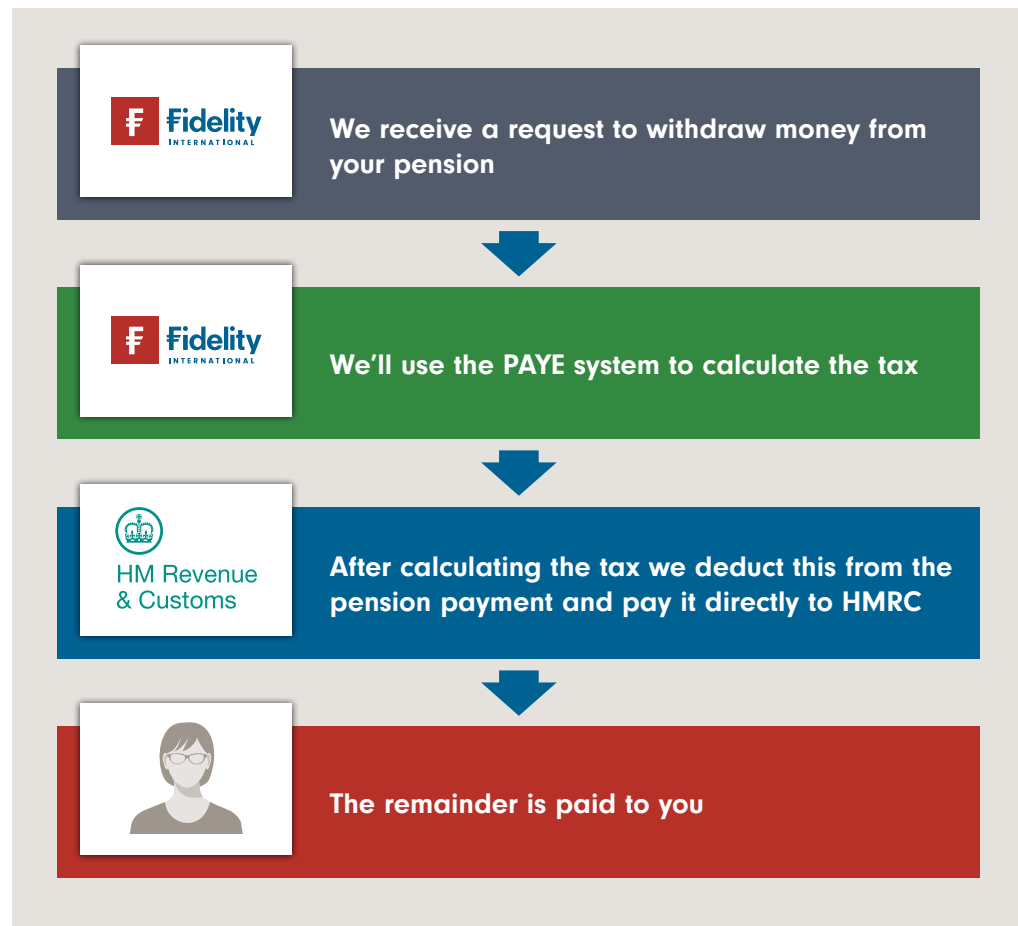 Fidelity
INTERNATIONAL
We receive a request to withdraw money from
your pension
Fidelity
INTERNATIONAL
We'll use the PAYE system to calculate the tax
HM Revenue
& Customs
After calculating the tax we deduct this from the
pension payment and pay it directly to HMRC
The remainder is paid to you